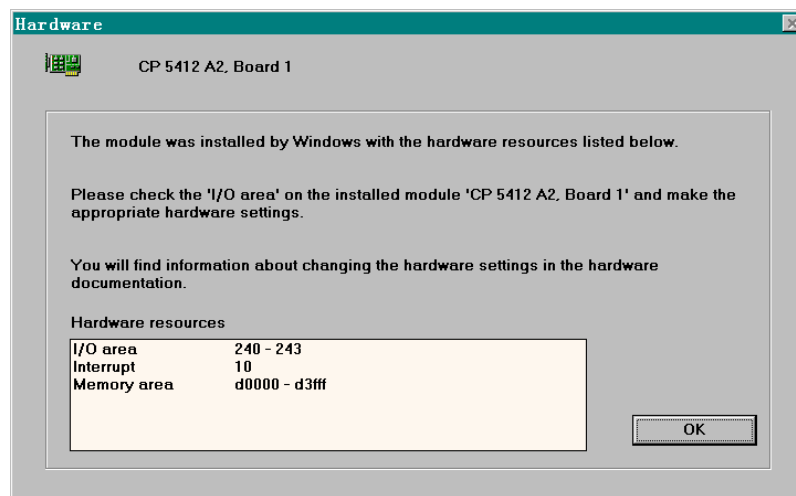 Hardware
CP 5412 A2, Board 1
The module was installed by Windows with the hardware resources listed below.
Please check the 'I/O area' on the installed module 'CP 5412 A2, Board 1' and make the
appropriate hardware settings.
You will find information about changing the hardware settings in the hardware
documentation.
Hardware resources
I/O area 240 - 243
Interrupt 10
Memory area d0000 - d3fff
OK